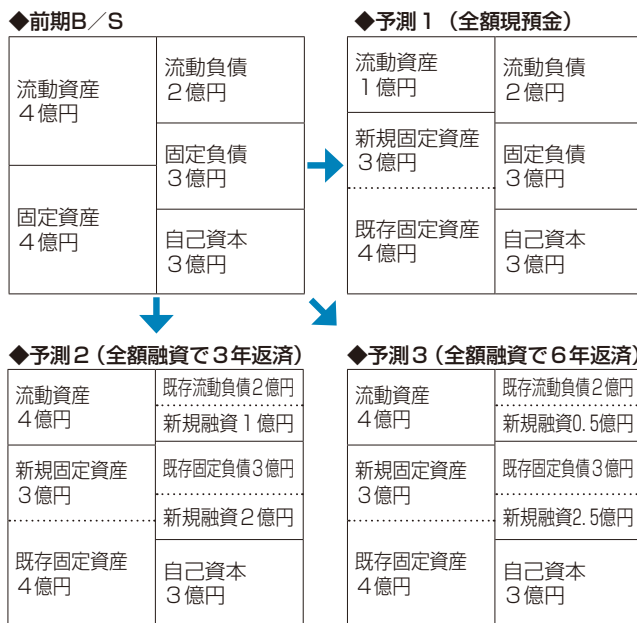 ◆前期B／S
流動資産
4億円
固定資産
4億円
流動負債
2億円
固定負債
3億円
自己資本
3億円
◆予測1（全額現預金）
流動資産
1億円
新規固定資産
3億円
既存固定資産
4億円
流動負債
2億円
固定負債
3億円
自己資本
3億円
◆予測2（全額融資で3年返済）
流動資産
4億円
新規固定資産
3億円
既存固定資産
4億円
既存流動負債2億円
新規融資1億円
既存固定負債3億円
新規融資2億円
自己資本
3億円
◆予測3（全額融資で6年返済）
流動資産
4億円
新規固定資産
3億円
既存固定資産
4億円
既存流動負債2億円
新規融資0.5億円
既存固定負債3億円
新規融資2.5億円
自己資本
3億円